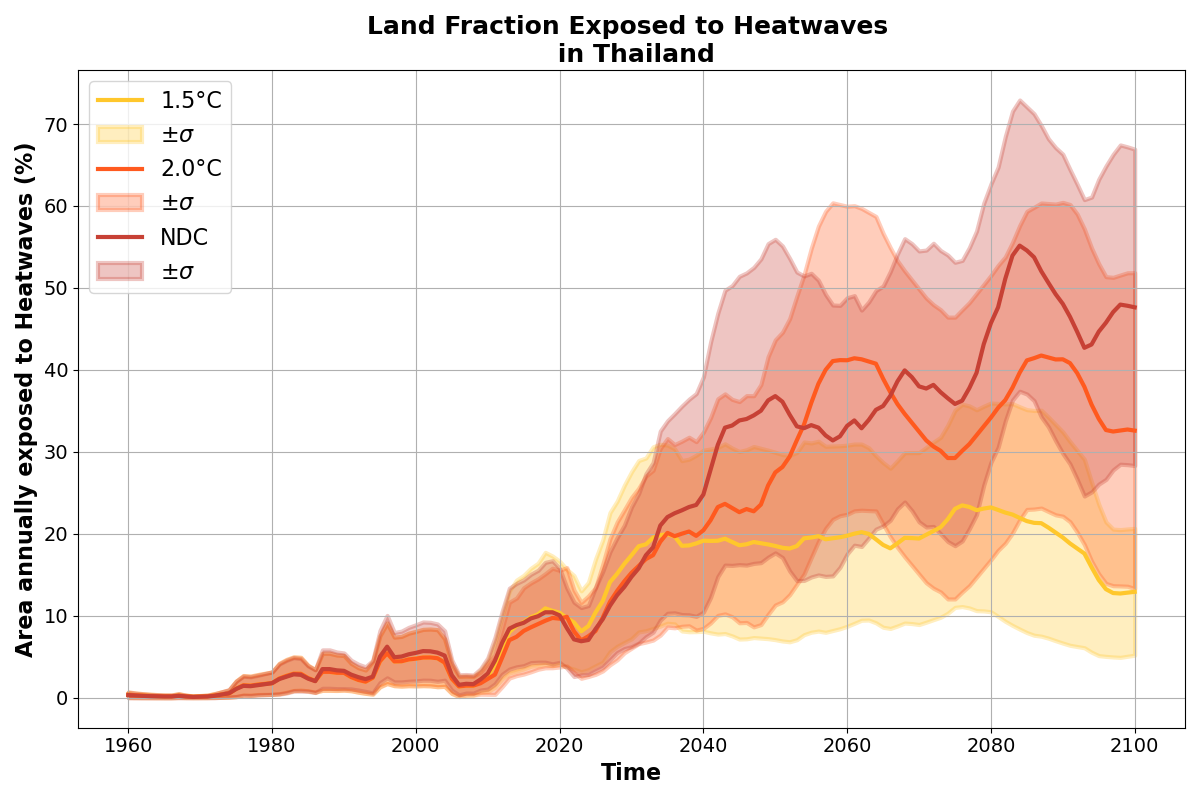 Land Fraction Exposed to Heatwaves
in Thailand
1.5°C
±σ
2.0°C
±σ
NDC
±σ
Area annually exposed to Heatwaves (%)
70
60
50
40
30
20
10
0
1960 1980 2000 2020 2040 2060 2080 2100
Time